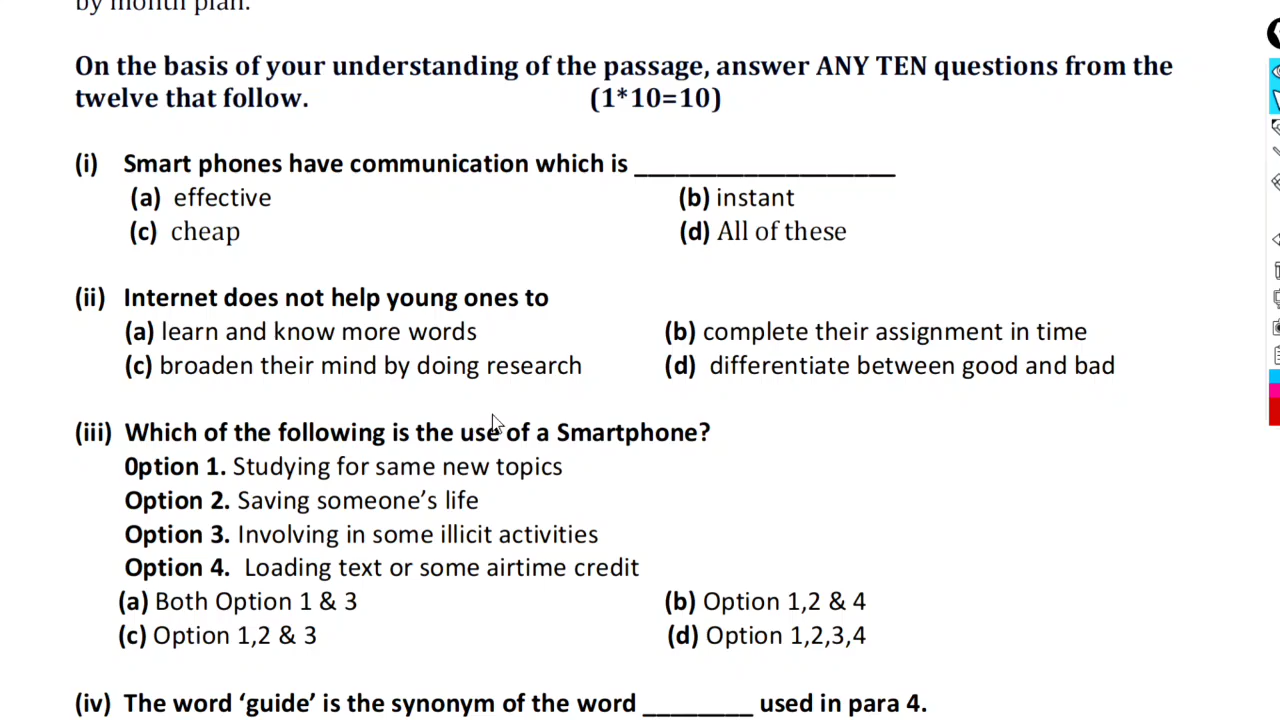 by month plan.
On the basis of your understanding of the passage, answer ANY TEN questions from the
twelve that follow. (1*10=10)
(i) Smart phones have communication which is ____________________
(a) effective (b) instant
(c) cheap (d) All of these
(ii) Internet does not help young ones to
(a) learn and know more words (b) complete their assignment in time
(c) broaden their mind by doing research (d) differentiate between good and bad
(iii) Which of the following is the use of a Smartphone?
0ption 1. Studying for same new topics
Option 2. Saving someone’s life
Option 3. Involving in some illicit activities
Option 4. Loading text or some airtime credit
(a) Both Option 1 & 3 (b) Option 1,2 & 4
(c) Option 1,2 & 3 (d) Option 1,2,3,4
(iv) The word ‘guide’ is the synonym of the word ________ used in para 4.